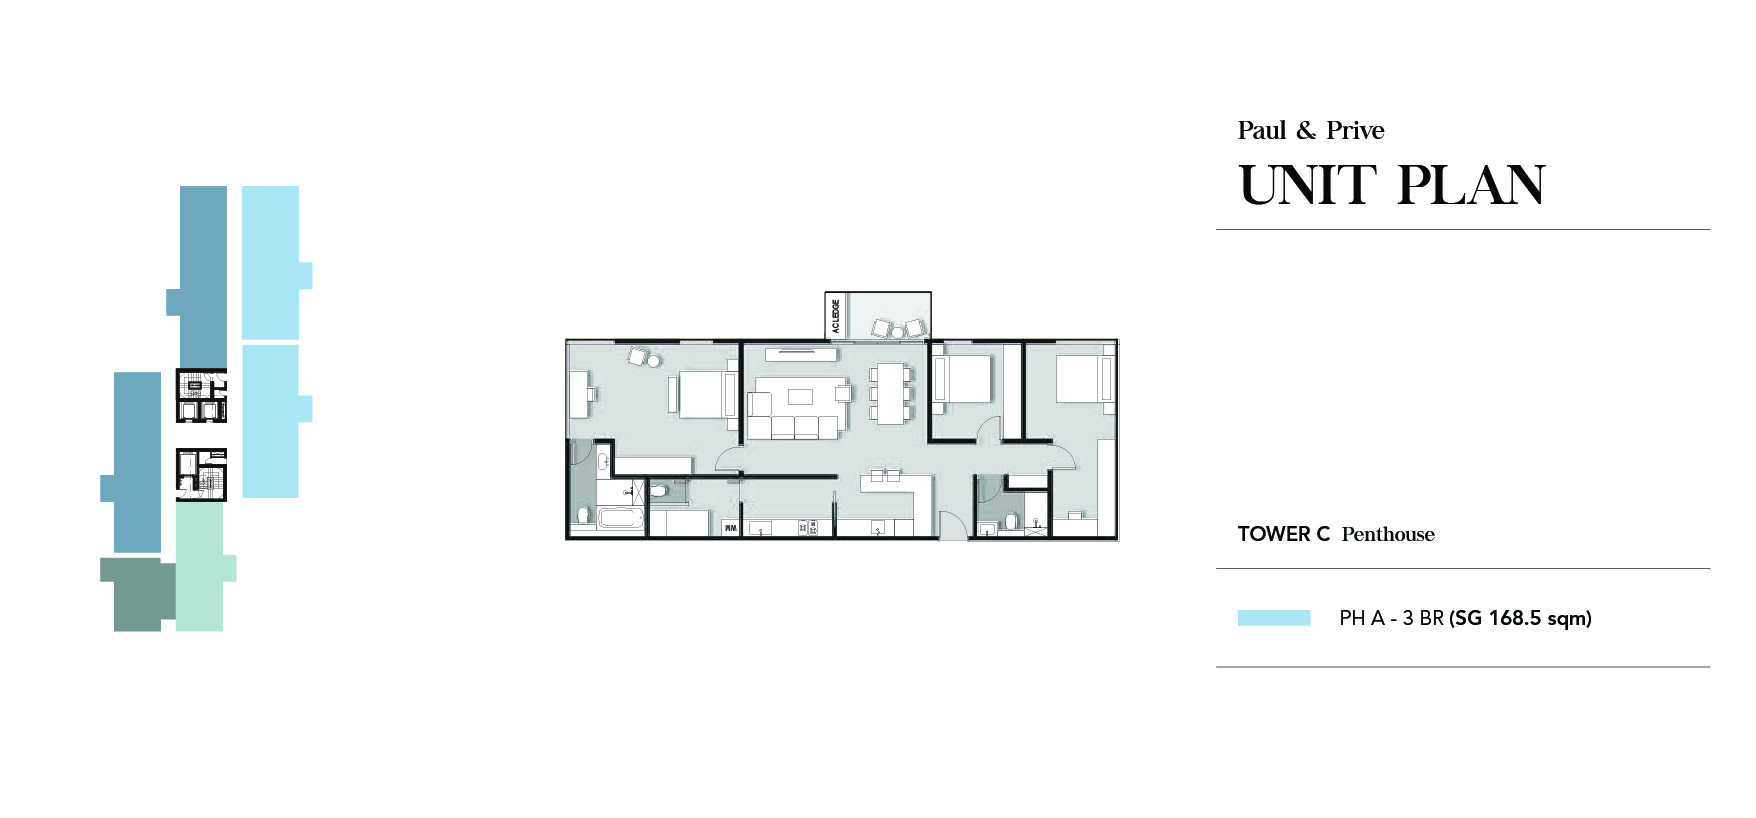 Paul & Prive
UNIT PLAN
AC LEDGE
WM
TOWER C Penthouse
PH A - 3 BR (SG 168.5 sqm)